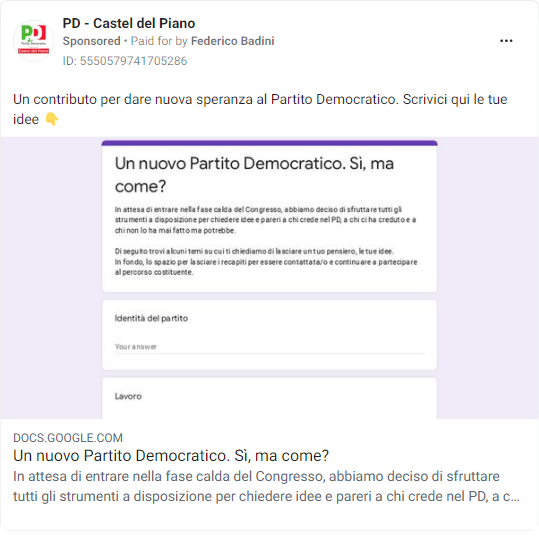 PD - Castel del Piano
Sponsored • Paid for by Federico Badini
ID: 5550579741705286
PD
Partito Democratico
Castel del Piano
Un contributo per dare nuova speranza al Partito Democratico. Scrivici qui le tue
idee 👇
Un nuovo Partito Democratico. Sì, ma
come?
In attesa di entrare nella fase calda del Congresso, abbiamo deciso di sfruttare tutti gli
strumenti a disposizione per chiedere idee e pareri a chi crede nel PD, a chi ci ha creduto e a
chi non lo ha mai fatto ma potrebbe.
Di seguito trovi alcuni temi su cui ti chiediamo di lasciare un tuo pensiero, le tue idee.
In fondo, lo spazio per lasciare i recapiti per essere contattata/o e continuare a partecipare
al percorso costituente.
Identità del partito
Your answer
Lavoro
DOCS.GOOGLE.COM
Un nuovo Partito Democratico. Sì, ma come?
In attesa di entrare nella fase calda del Congresso, abbiamo deciso di sfruttare
tutti gli strumenti a disposizione per chiedere idee e pareri a chi crede nel PD, a c...